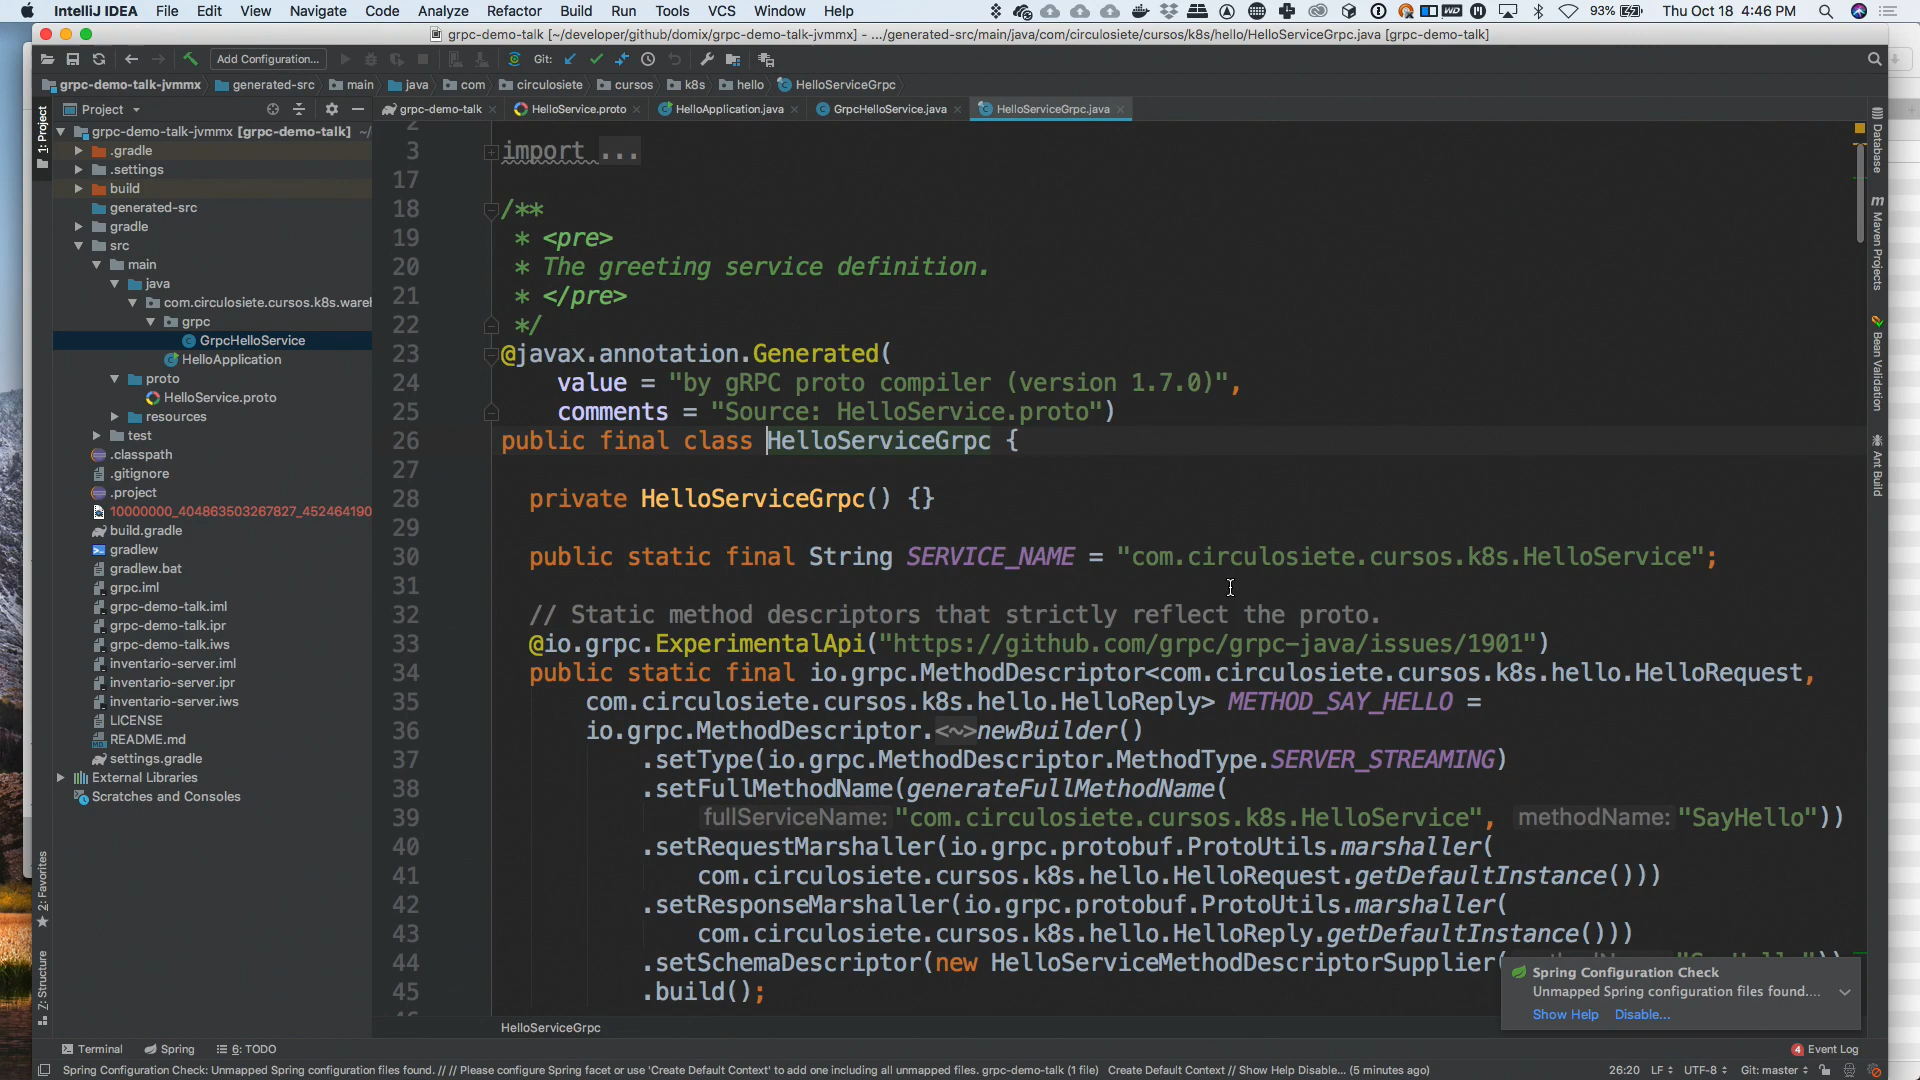 IntelliJ IDEA File Edit View Navigate Code Analyze Refactor Build Run Tools VCS Window Help 93% Thu Oct 18 4:46 PM
grpc-demo-talk [~/developer/github/domix/grpc-demo-talk-jvmmx] - .../generated-src/main/java/com/circulosiete/cursos/k8s/hello/HelloServiceGrpc.java [grpc-demo-talk]
Add Configuration... Git:
grpc-demo-talk-jvmmx generated-src main java com circulosiete cursos k8s hello HelloServiceGrpc
Project
grpc-demo-talk HelloService.proto HelloApplication.java GrpcHelloService.java HelloServiceGrpc.java
1: Project
2: Favorites
Z: Structure
grpc-demo-talk-jvmmx [grpc-demo-talk] ~/
.gradle
.settings
build
generated-src
gradle
src
main
java
com.circulosiete.cursos.k8s.wareh
grpc
GrpcHelloService
HelloApplication
proto
HelloService.proto
resources
test
.classpath
.gitignore
.project
10000000_404863503267827_452464190
build.gradle
gradlew
gradlew.bat
grpc.iml
grpc-demo-talk.iml
grpc-demo-talk.ipr
grpc-demo-talk.iws
inventario-server.iml
inventario-server.ipr
inventario-server.iws
LICENSE
README.md
settings.gradle
External Libraries
Scratches and Consoles
2
3 import ...
17
18 /**
19 * <pre>
20 * The greeting service definition.
21 * </pre>
22 */
23 @javax.annotation.Generated(
24 value = "by gRPC proto compiler (version 1.7.0)",
25 comments = "Source: HelloService.proto")
26 public final class HelloServiceGrpc {
27
28 private HelloServiceGrpc() {}
29
30 public static final String SERVICE_NAME = "com.circulosiete.cursos.k8s.HelloService";
31
32 // Static method descriptors that strictly reflect the proto.
33 @io.grpc.ExperimentalApi("https://github.com/grpc/grpc-java/issues/1901")
34 public static final io.grpc.MethodDescriptor<com.circulosiete.cursos.k8s.hello.HelloRequest,
35 com.circulosiete.cursos.k8s.hello.HelloReply> METHOD_SAY_HELLO =
36 io.grpc.MethodDescriptor.<~>newBuilder()
37 .setType(io.grpc.MethodDescriptor.MethodType.SERVER_STREAMING)
38 .setFullMethodName(generateFullMethodName(
39 fullServiceName: "com.circulosiete.cursos.k8s.HelloService", methodName: "SayHello"))
40 .setRequestMarshaller(io.grpc.protobuf.ProtoUtils.marshaller(
41 com.circulosiete.cursos.k8s.hello.HelloRequest.getDefaultInstance()))
42 .setResponseMarshaller(io.grpc.protobuf.ProtoUtils.marshaller(
43 com.circulosiete.cursos.k8s.hello.HelloReply.getDefaultInstance()))
44 .setSchemaDescriptor(new HelloServiceMethodDescriptorSupplier(
45 .build();
HelloServiceGrpc
Database
Maven Projects
Bean Validation
Ant Build
Spring Configuration Check
Unmapped Spring configuration files found....
Show Help Disable...
Terminal Spring 6: TODO 4 Event Log
Spring Configuration Check: Unmapped Spring configuration files found. // // Please configure Spring facet or use 'Create Default Context' to add one including all unmapped files. grpc-demo-talk (1 file) Create Default Context // Show Help Disable... (5 minutes ago) 26:20 LF UTF-8 Git: master